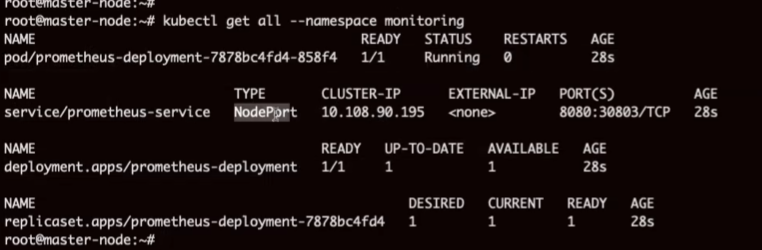 root@master-node:~#
root@master-node:~# kubectl get all --namespace monitoring
NAME READY STATUS RESTARTS AGE
pod/prometheus-deployment-7878bc4fd4-858f4 1/1 Running 0 28s
NAME TYPE CLUSTER-IP EXTERNAL-IP PORT(S) AGE
service/prometheus-service NodePort 10.108.90.195 <none> 8080:30803/TCP 28s
NAME READY UP-TO-DATE AVAILABLE AGE
deployment.apps/prometheus-deployment 1/1 1 1 28s
NAME DESIRED CURRENT READY AGE
replicaset.apps/prometheus-deployment-7878bc4fd4 1 1 1 28s
root@master-node:~#